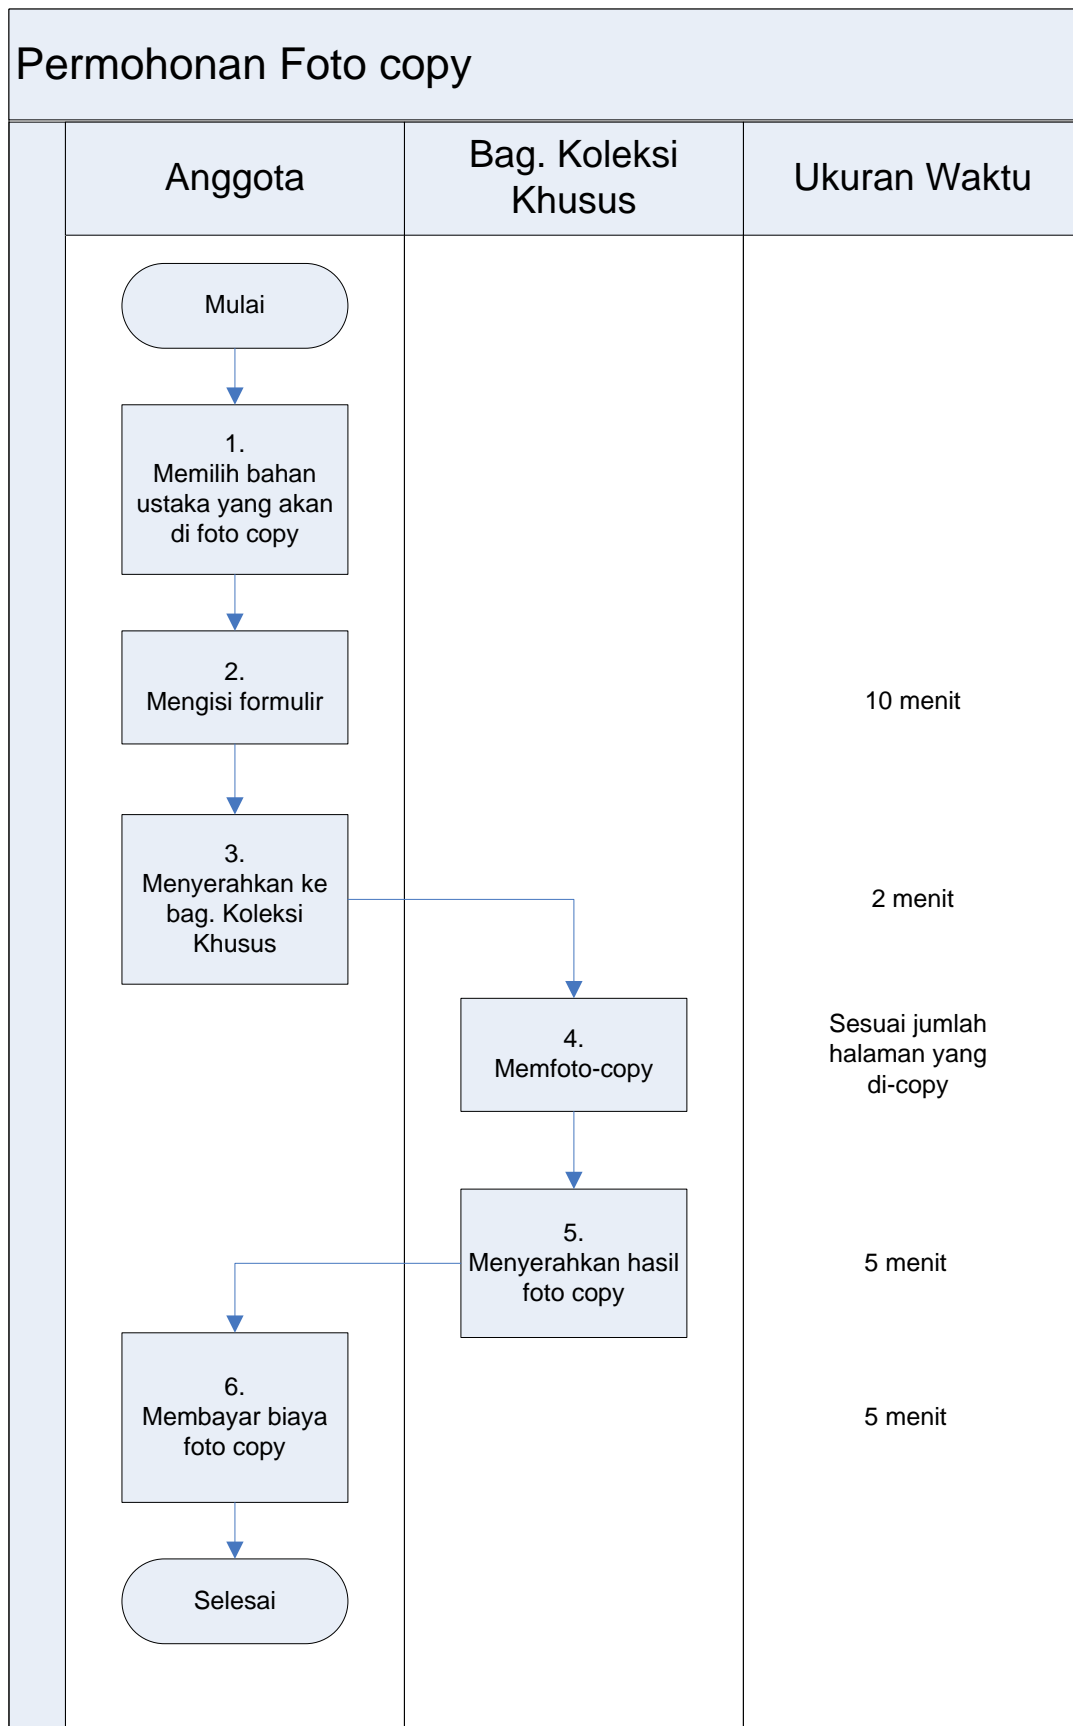 Permohonan Foto copy
Anggota
Bag. Koleksi
Khusus
Ukuran Waktu
Mulai
1.
Memilih bahan
ustaka yang akan
di foto copy
2.
Mengisi formulir
10 menit
3.
Menyerahkan ke
bag. Koleksi
Khusus
2 menit
4.
Memfoto-copy
Sesuai jumlah
halaman yang
di-copy
5.
Menyerahkan hasil
foto copy
5 menit
6.
Membayar biaya
foto copy
5 menit
Selesai